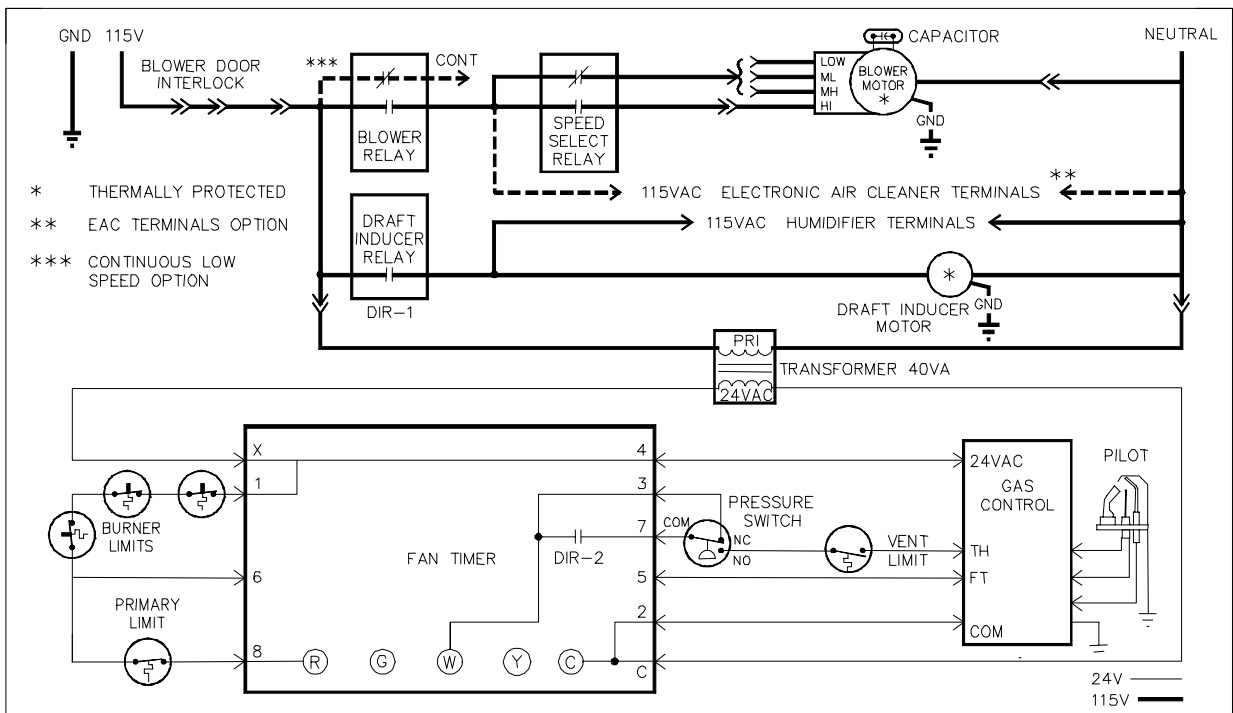 GND 115V
BLOWER DOOR
INTERLOCK
***
CONT
BLOWER
RELAY
SPEED
SELECT
RELAY
CAPACITOR
LOW
ML
MH
HI
BLOWER
MOTOR
*
GND
NEUTRAL
* THERMALLY PROTECTED
** EAC TERMINALS OPTION
*** CONTINUOUS LOW
SPEED OPTION
115VAC ELECTRONIC AIR CLEANER TERMINALS
**
115VAC HUMIDIFIER TERMINALS
DRAFT
INDUCER
RELAY
DIR-1
*
GND
DRAFT INDUCER
MOTOR
PRI
TRANSFORMER 40VA
24VAC
X
1
6
8
BURNER
LIMITS
PRIMARY
LIMIT
FAN TIMER
DIR-2
R
G
W
Y
C
4
3
7
5
2
C
PRESSURE
SWITCH
COM
NC
NO
VENT
LIMIT
24VAC
GAS
CONTROL
TH
FT
COM
PILOT
24V
115V